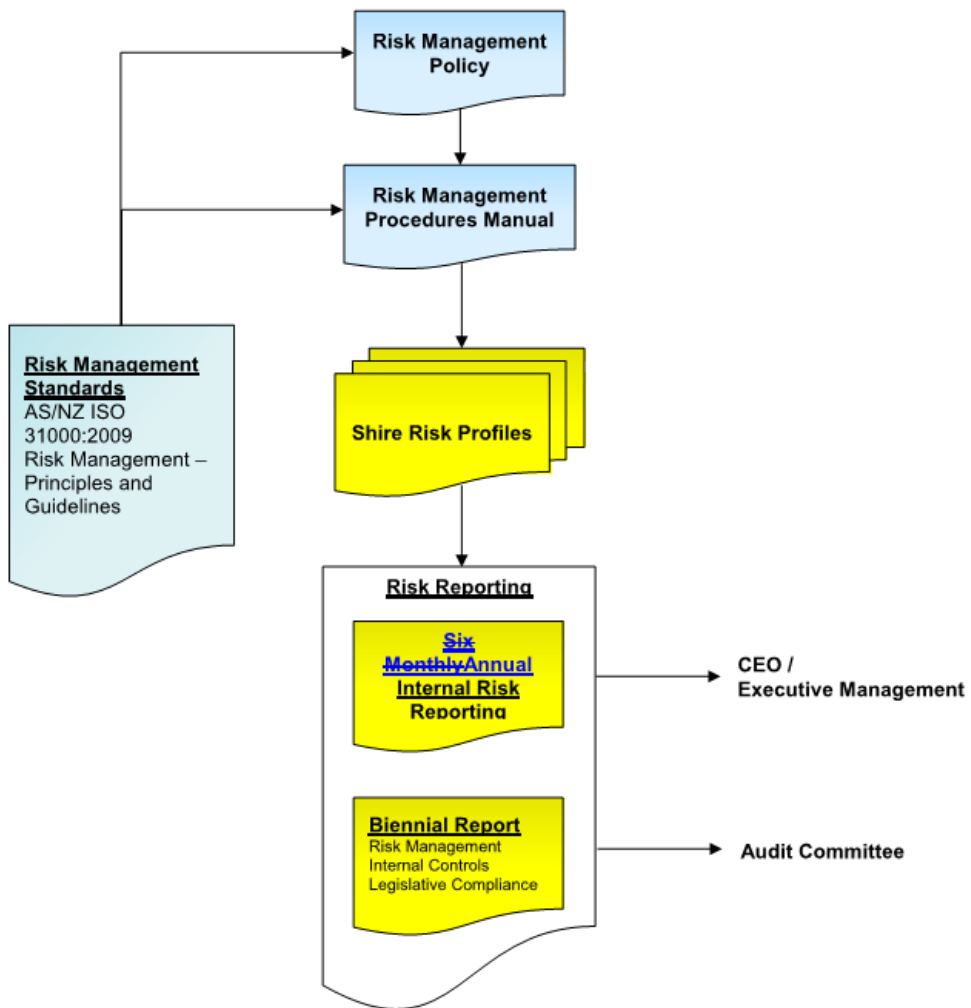 Risk Management
Policy
Risk Management
Procedures Manual
Risk Management
Standards
AS/NZ ISO
31000:2009
Risk Management –
Principles and
Guidelines
Shire Risk Profiles
Risk Reporting
Six
MonthlyAnnual
Internal Risk
Reporting
CEO /
Executive Management
Biennial Report
Risk Management
Internal Controls
Legislative Compliance
Audit Committee